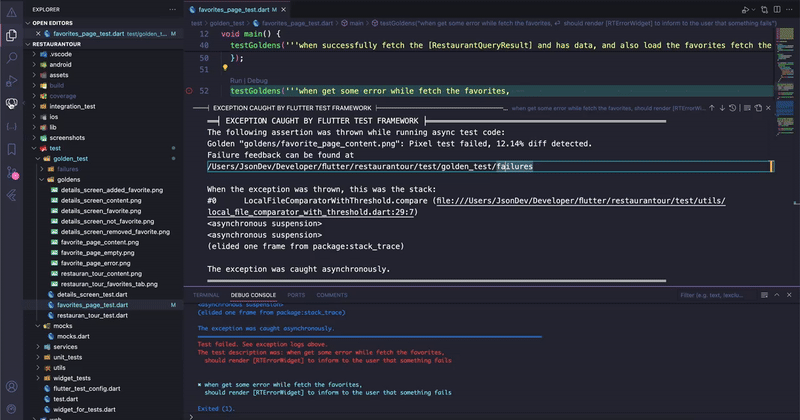 EXPLORER
OPEN EDITORS
favorites_page_test.dart test/golden_t... M
RESTAURANTOUR
.vscode
android
assets
build
coverage
integration_test
ios
lib
screenshots
test
golden_test
failures
goldens
details_screen_added_favorite.png
details_screen_content.png
details_screen_error.png
details_screen_not_favorite.png
details_screen_removed_favorite.png
favorite_page_content.png
favorite_page_empty.png
favorite_page_error.png
restauran_tour_content.png
restauran_tour_favorites_tab.png
details_screen_test.dart
favorites_page_test.dart M
restauran_tour_test.dart
mocks
mocks.dart
services
unit_tests
utils
widget_tests
flutter_test_config.dart
test.dart
widget_for_tests.dart
web
favorites_page_test.dart M
test > golden_test > favorites_page_test.dart > main > testGoldens("when get some error while fetch the favorites, should render [RTErrorWidget] to inform to the user that something fails")
12 void main() {
40 testGoldens('''when successfully fetch the [RestaurantQueryResult] and has data, and also load the favorites fetch the
50 });
51
Run | Debug
52 testGoldens('''when get some error while fetch the favorites,
EXCEPTION CAUGHT BY FLUTTER TEST FRAMEWORK
when get some error while fetch the favorites, should render [RTErrorWidget]
EXCEPTION CAUGHT BY FLUTTER TEST FRAMEWORK
The following assertion was thrown while running async test code:
Golden "goldens/favorite_page_content.png": Pixel test failed, 12.14% diff detected.
Failure feedback can be found at
/Users/JsonDev/Developer/flutter/restaurantour/test/golden_test/failures
When the exception was thrown, this was the stack:
#0 LocalFileComparatorWithThreshold.compare (file:///Users/JsonDev/Developer/flutter/restaurantour/test/utils/
local_file_comparator_with_threshold.dart:29:7)
<asynchronous suspension>
<asynchronous suspension>
(elided one frame from package:stack_trace)
The exception was caught asynchronously.
TERMINAL DEBUG CONSOLE PORTS COMMENTS
Filter (e.g. text, !exclu...
<asynchronous suspension>
(elided one frame from package:stack_trace)
The exception was caught asynchronously.
Test failed. See exception logs above.
The test description was: when get some error while fetch the favorites,
should render [RTErrorWidget] to inform to the user that something fails
× when get some error while fetch the favorites,
should render [RTErrorWidget] to inform to the user that something fails
Exited (1).